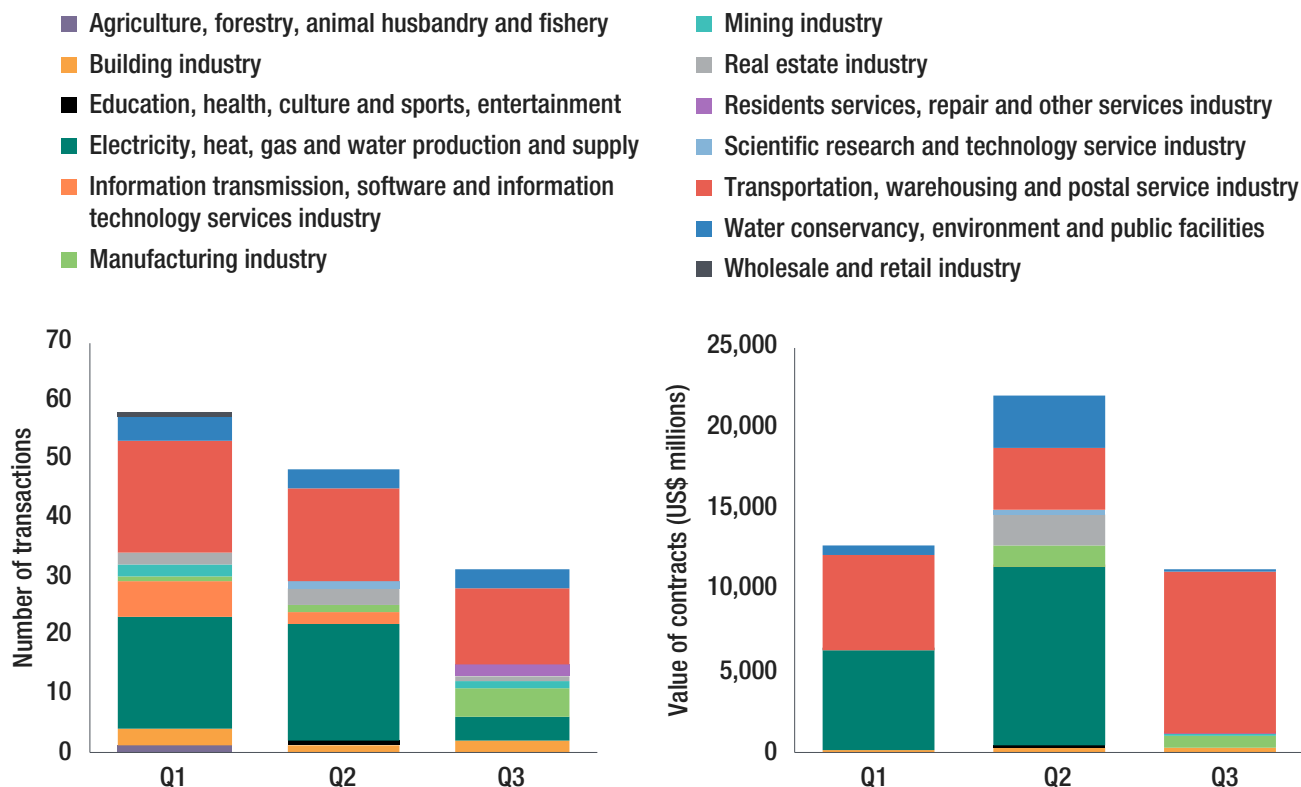 Agriculture, forestry, animal husbandry and fishery
Building industry
Education, health, culture and sports, entertainment
Electricity, heat, gas and water production and supply
Information transmission, software and information
technology services industry
Manufacturing industry
Mining industry
Real estate industry
Residents services, repair and other services industry
Scientific research and technology service industry
Transportation, warehousing and postal service industry
Water conservancy, environment and public facilities
Wholesale and retail industry
Number of transactions
70
60
50
40
30
20
10
0
Q1
Q2
Q3
Value of contracts (US$ millions)
25,000
20,000
15,000
10,000
5,000
0
Q1
Q2
Q3